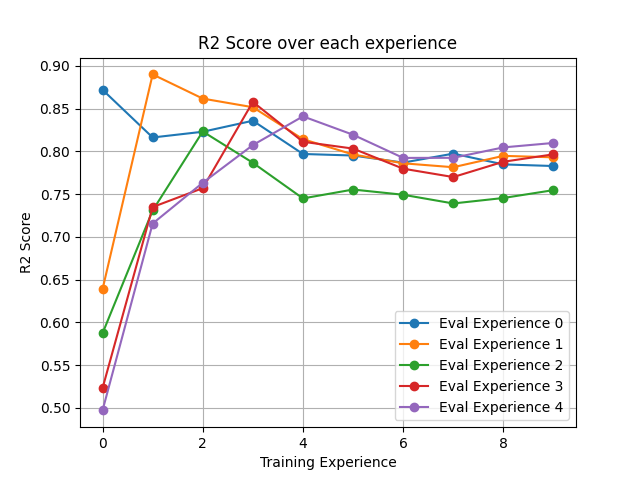 R2 Score over each experience
0.90
0.85
0.80
0.75
0.70
0.65
0.60
0.55
0.50
R2 Score
0 2 4 6 8
Training Experience
Eval Experience 0
Eval Experience 1
Eval Experience 2
Eval Experience 3
Eval Experience 4